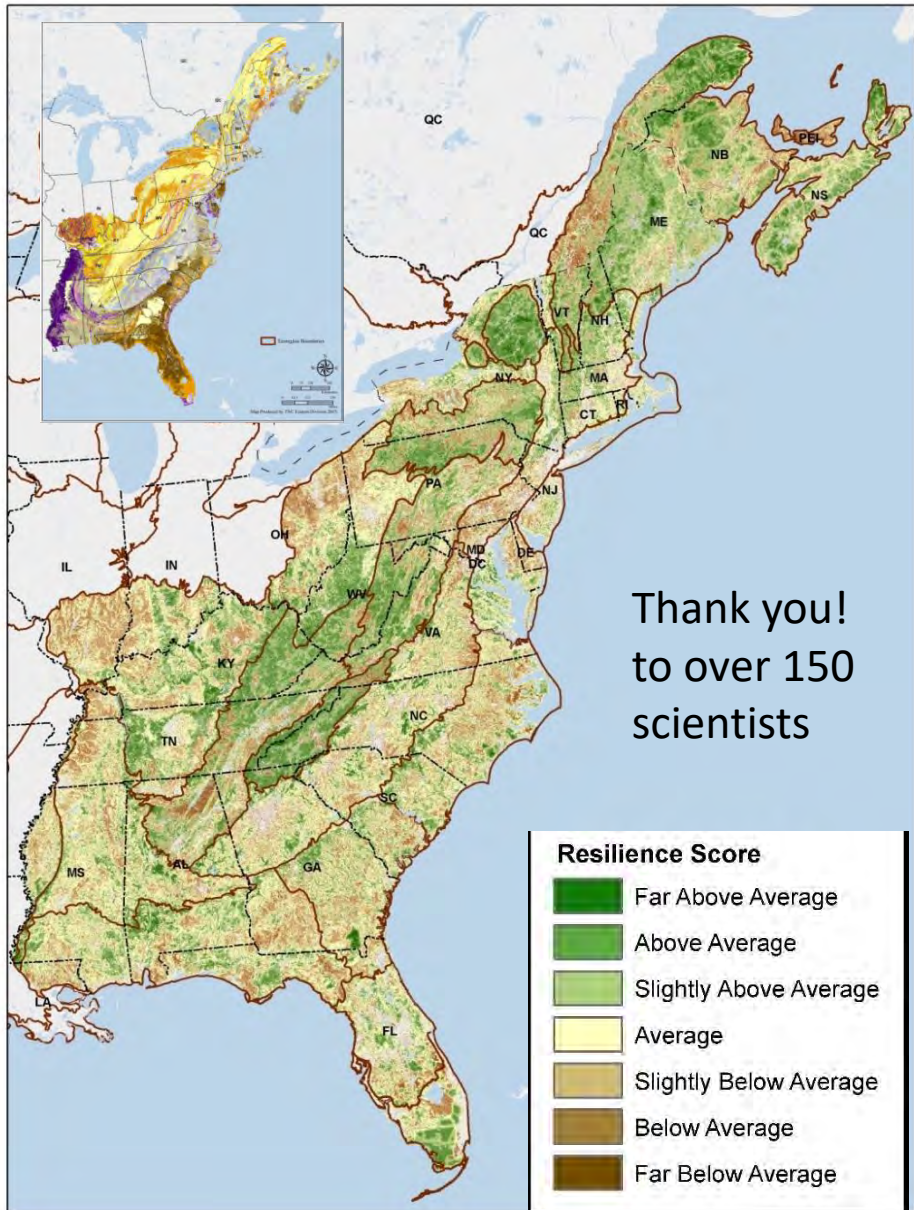 QC
QC
NB
PEI
NS
ME
VT
NH
NY
MA
CT
RI
PA
NJ
OH
MD
DE
DC
IL
IN
WV
VA
KY
NC
TN
SC
MS
AL
GA
LA
FL
Thank you!
to over 150
scientists
Resilience Score
Far Above Average
Above Average
Slightly Above Average
Average
Slightly Below Average
Below Average
Far Below Average